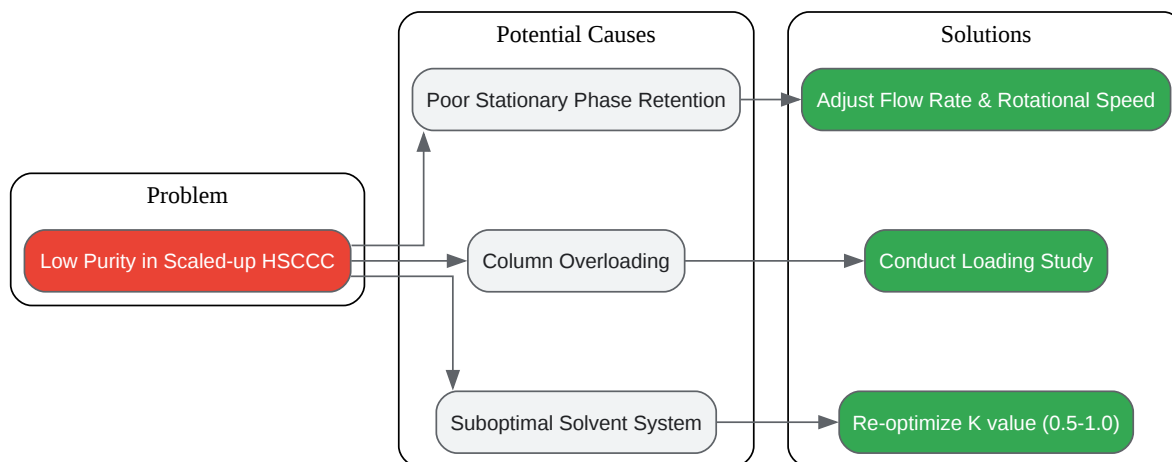 Problem
Low Purity in Scaled-up HSCCC
Potential Causes
Poor Stationary Phase Retention
Column Overloading
Suboptimal Solvent System
Solutions
Adjust Flow Rate & Rotational Speed
Conduct Loading Study
Re-optimize K value (0.5-1.0)